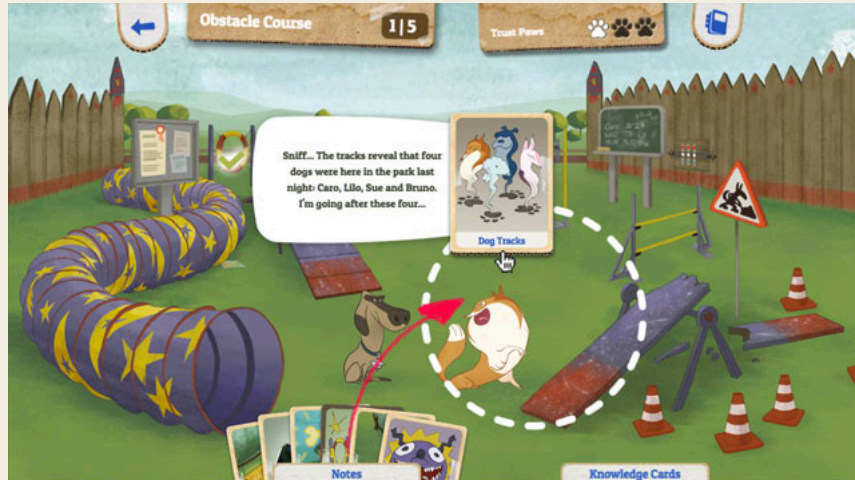 Obstacle Course
1|5
Trust Paws
Sniff... The tracks reveal that four
dogs were here in the park last
night: Caro, Lilo, Sue and Bruno.
I'm going after these four...
Dog Tracks
Notes
Knowledge Cards